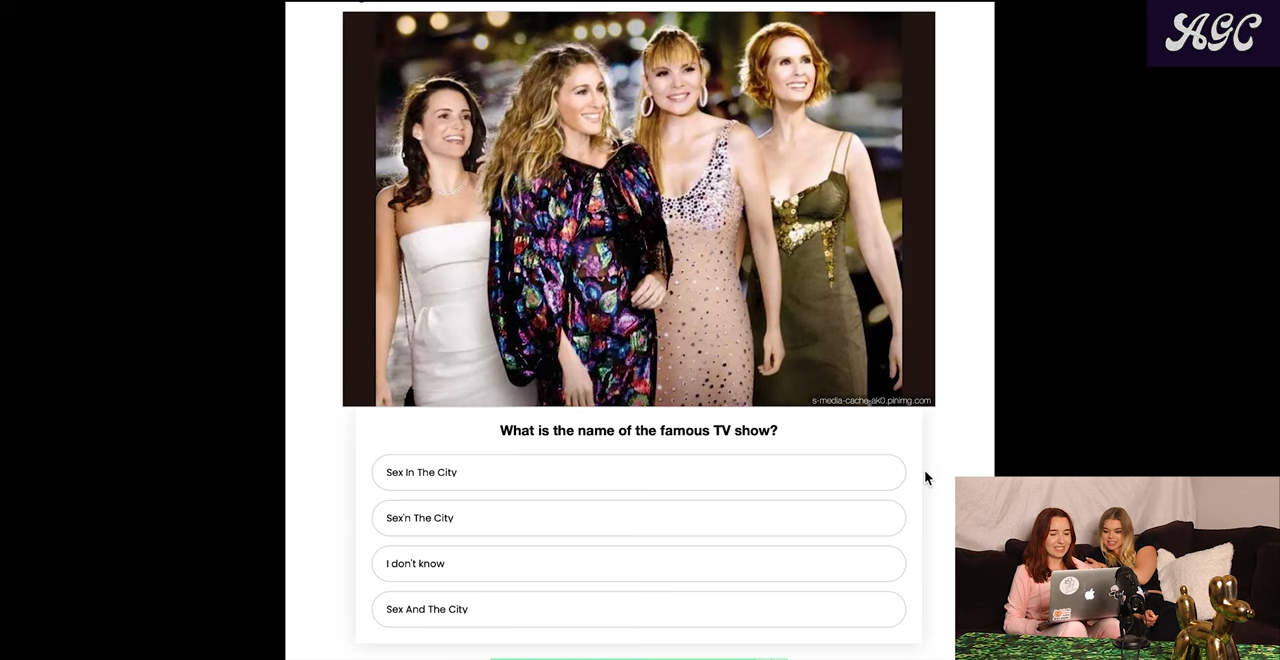 AGC
s-media-cache-ak0.pinimg.com
What is the name of the famous TV show?
Sex In The City
Sex'n The City
I don't know
Sex And The City